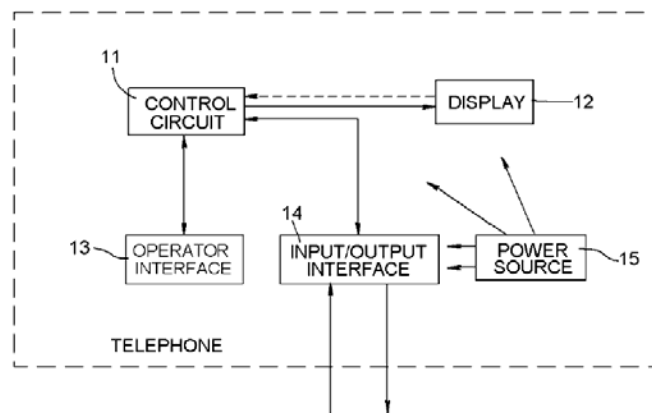 11
CONTROL
CIRCUIT
DISPLAY
12
13
OPERATOR
INTERFACE
14
INPUT/OUTPUT
INTERFACE
POWER
SOURCE
15
TELEPHONE